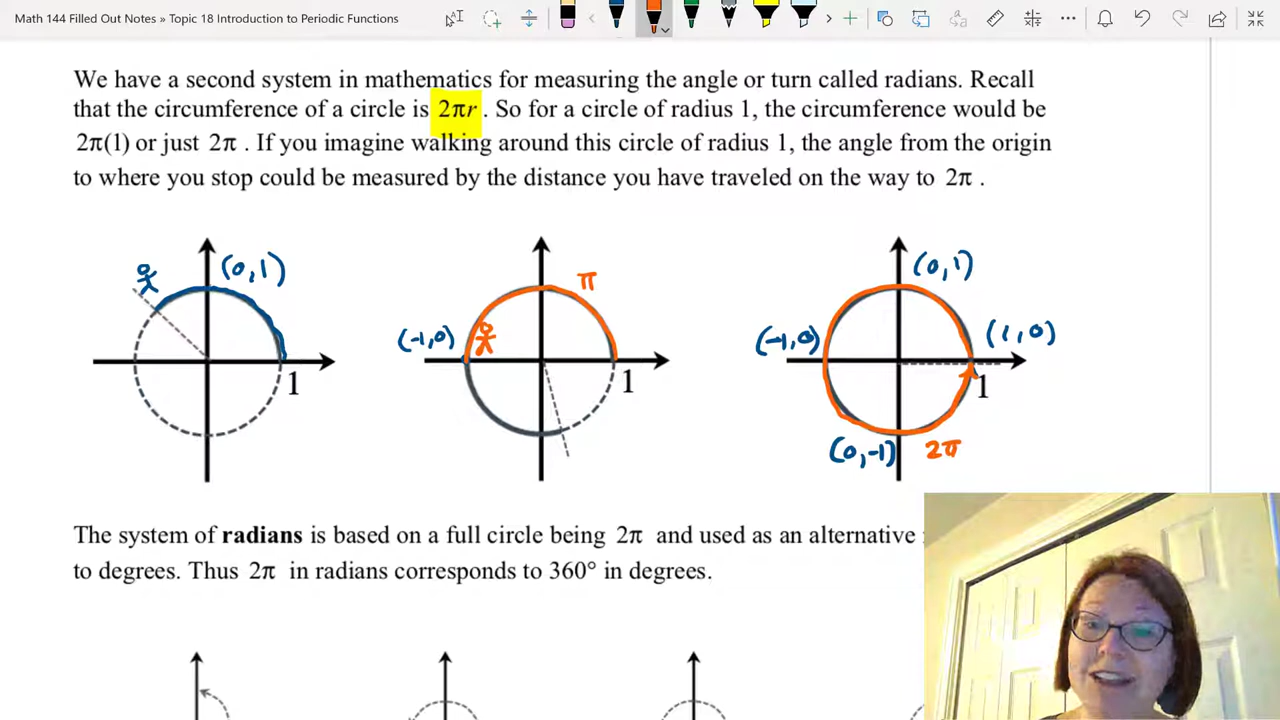 Math 144 Filled Out Notes » Topic 18 Introduction to Periodic Functions
We have a second system in mathematics for measuring the angle or turn called radians. Recall
that the circumference of a circle is 2πr . So for a circle of radius 1, the circumference would be
2π(1) or just 2π . If you imagine walking around this circle of radius 1, the angle from the origin
to where you stop could be measured by the distance you have traveled on the way to 2π .
(0,1)
1
π
(-1,0)
1
(0,1)
(-1,0)
(1,0)
1
(0,-1)
2π
The system of radians is based on a full circle being 2π and used as an alternative
to degrees. Thus 2π in radians corresponds to 360° in degrees.